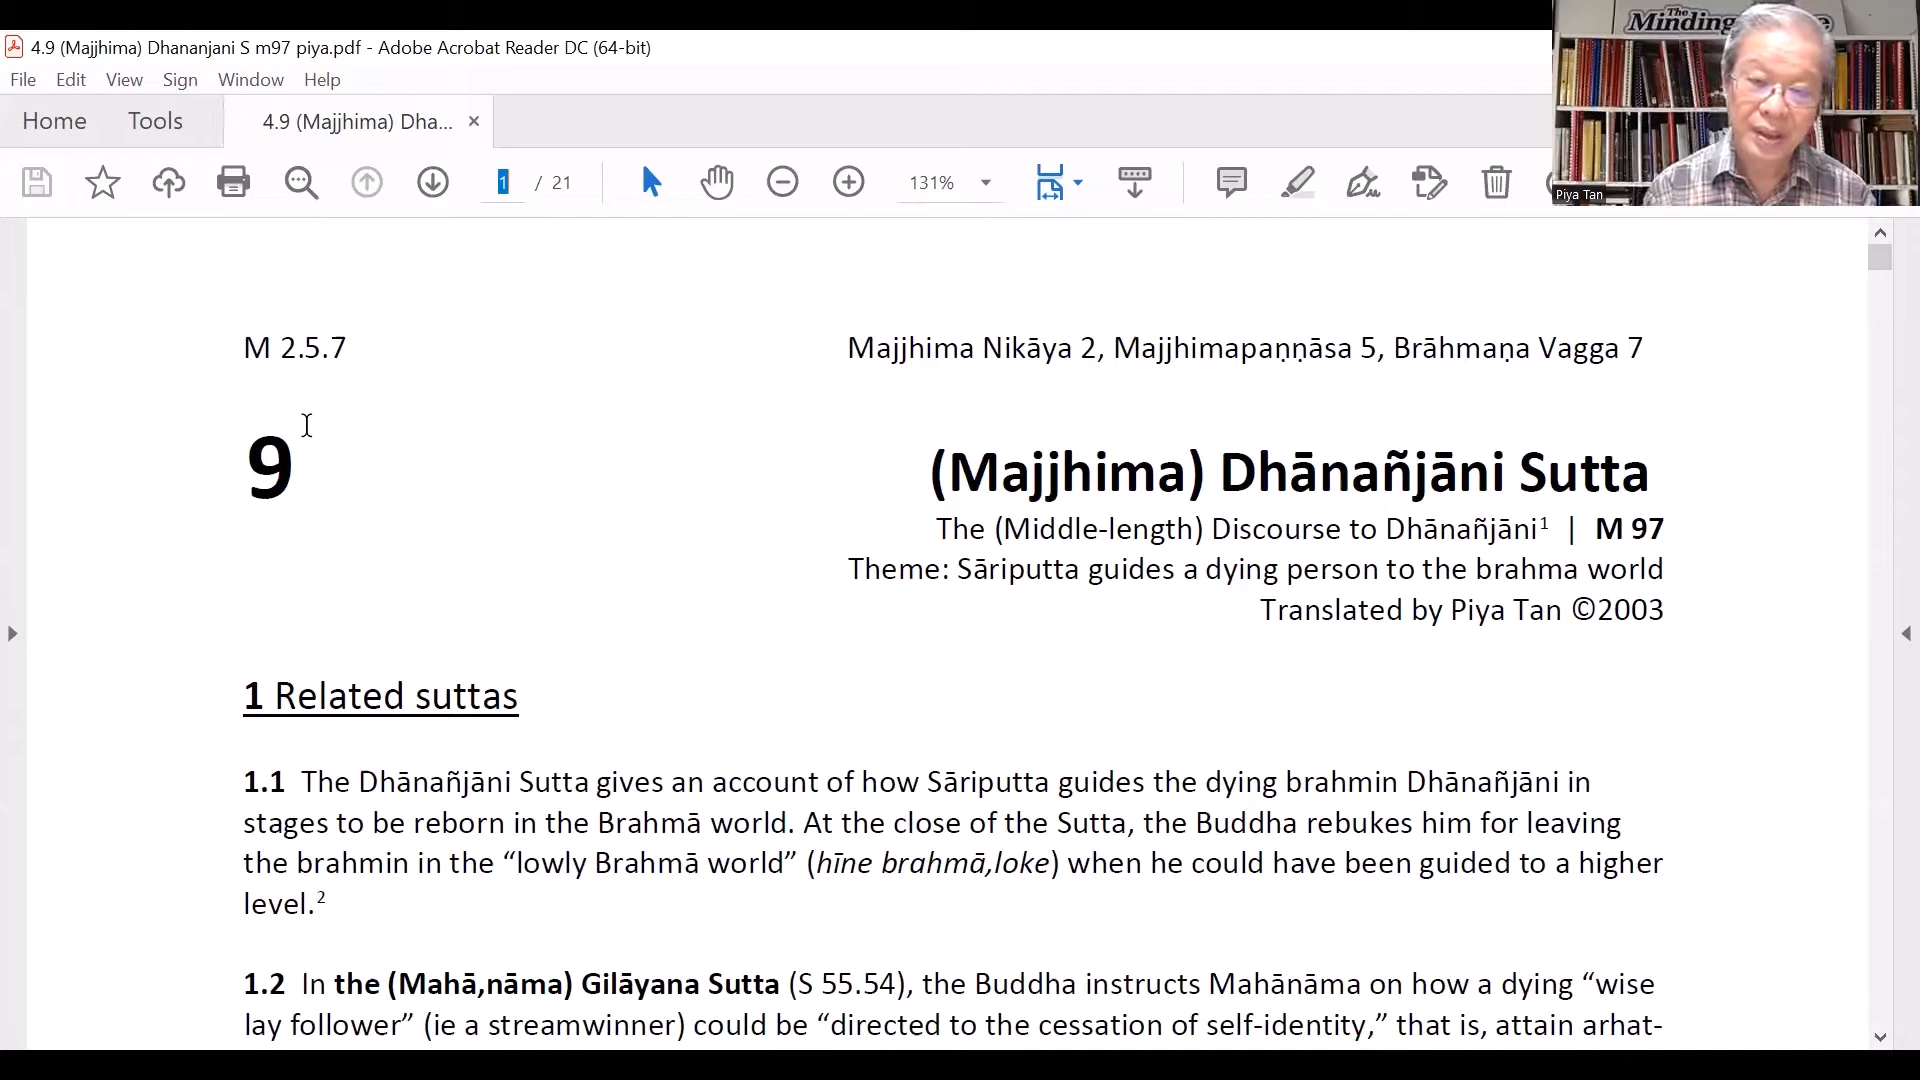 4.9 (Majjhima) Dhananjani S m97 piya.pdf - Adobe Acrobat Reader DC (64-bit)
File Edit View Sign Window Help
Home Tools 4.9 (Majjhima) Dha... ×
1 / 21 131%
The
Minding
Piya Tan
M 2.5.7 Majjhima Nikāya 2, Majjhimapaṇṇāsa 5, Brāhmaṇa Vagga 7
9 (Majjhima) Dhānañjāni Sutta
The (Middle-length) Discourse to Dhānañjāni¹ | M 97
Theme: Sāriputta guides a dying person to the brahma world
Translated by Piya Tan ©2003
1 Related suttas
1.1 The Dhānañjāni Sutta gives an account of how Sāriputta guides the dying brahmin Dhānañjāni in
stages to be reborn in the Brahmā world. At the close of the Sutta, the Buddha rebukes him for leaving
the brahmin in the “lowly Brahmā world” (hīne brahmā,loke) when he could have been guided to a higher
level.²
1.2 In the (Mahā,nāma) Gilāyana Sutta (S 55.54), the Buddha instructs Mahānāma on how a dying “wise
lay follower” (ie a streamwinner) could be “directed to the cessation of self-identity,” that is, attain arhat-